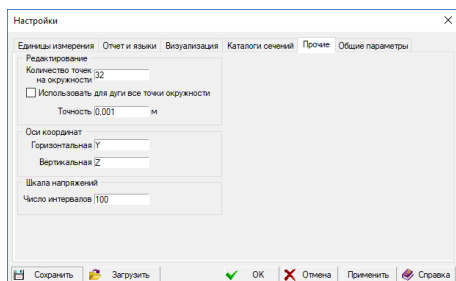 Настройки
Единицы измерения Отчет и языки Визуализация Каталоги сечений Прочие Общие параметры
Редактирование
Количество точек
на окружности 32
Использовать для дуги все точки окружности
Точность 0,001 м
Оси координат
Горизонтальная Y
Вертикальная Z
Шкала напряжений
Число интервалов 100
Сохранить Загрузить OK Отмена Применить Справка